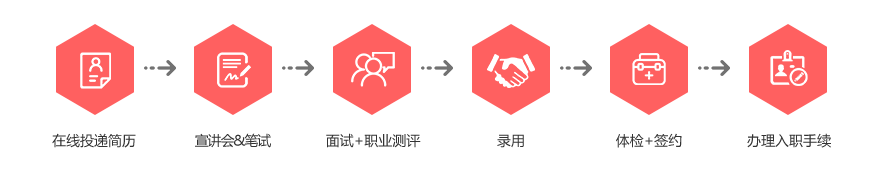 在线投递简历
宣讲会&笔试
面试+职业测评
录用
体检+签约
办理入职手续